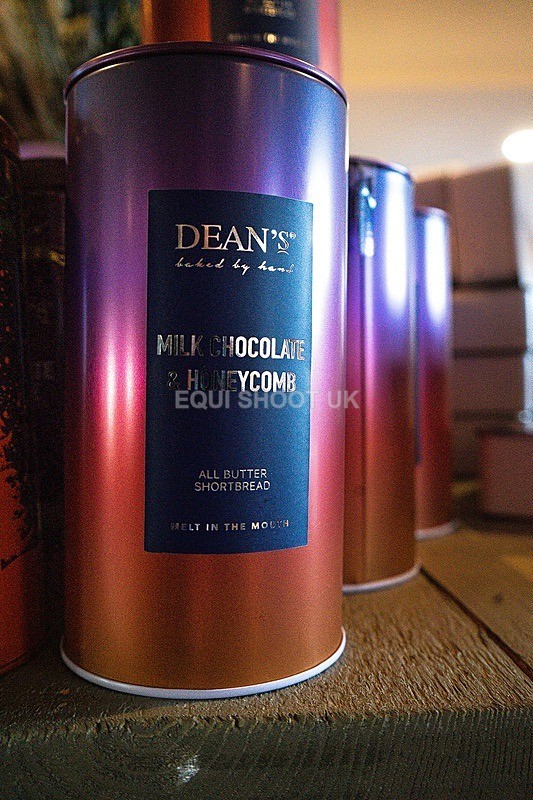 DEAN'S®
baked by hand
MILK CHOCOLATE
& HONEYCOMB
EQUI SHOOT UK
ALL BUTTER
SHORTBREAD
MELT IN THE MOUTH